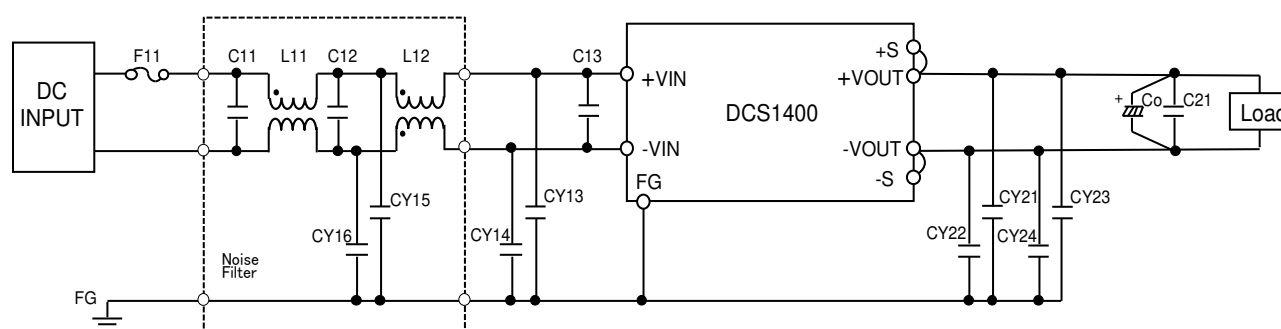 F11
C11
L11
C12
L12
C13
DC
INPUT
+VIN
-VIN
FG
DCS1400
+S
+VOUT
-VOUT
-S
+
Co
C21
Load
CY15
CY16
CY13
CY14
CY21
CY22
CY23
CY24
Noise
Filter
FG